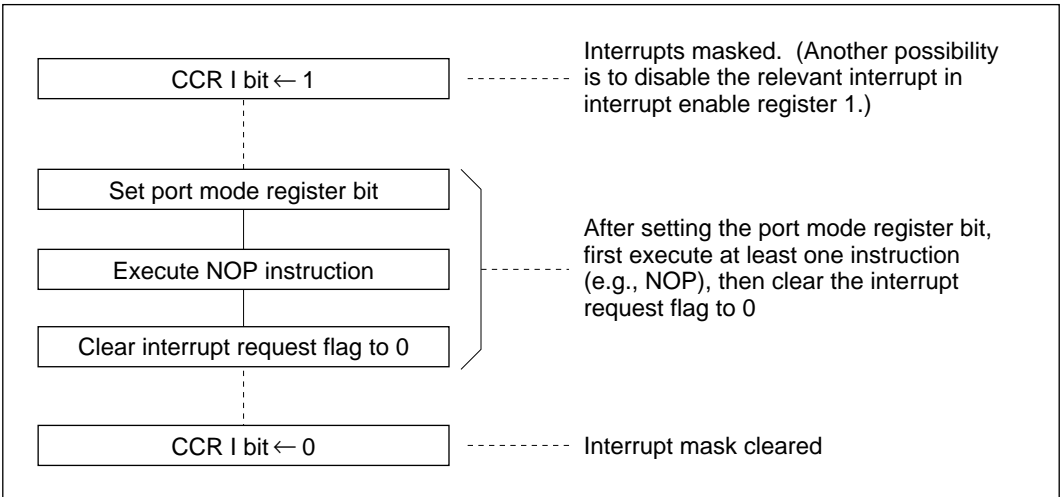 Interrupts masked. (Another possibility
is to disable the relevant interrupt in
interrupt enable register 1.)
CCR I bit ← 1
Set port mode register bit
Execute NOP instruction
Clear interrupt request flag to 0
After setting the port mode register bit,
first execute at least one instruction
(e.g., NOP), then clear the interrupt
request flag to 0
CCR I bit ← 0
Interrupt mask cleared